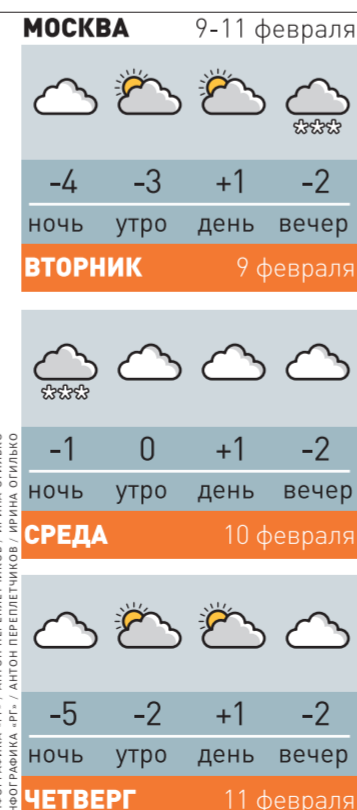 МОСКВА 9-11 февраля
-4 -3 +1 -2
ночь утро день вечер
ВТОРНИК 9 февраля
-1 0 +1 -2
ночь утро день вечер
СРЕДА 10 февраля
-5 -2 +1 -2
ночь утро день вечер
ЧЕТВЕРГ 11 февраля
«РГ» / АНТОН ПЕРЕПЛЕТЧИКОВ / ИРИНА ОГИЛЬКО